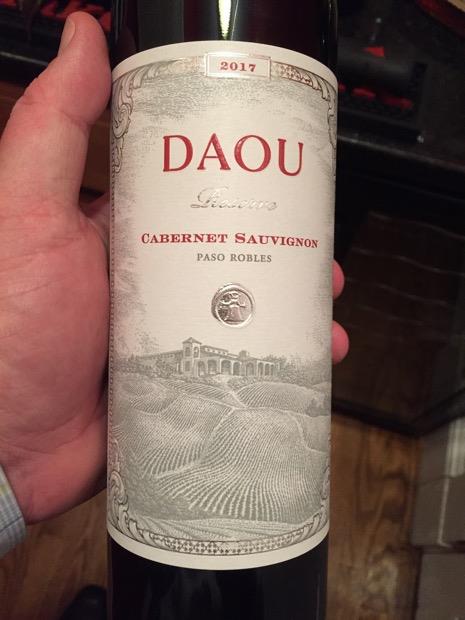 2017
DAOU
Reserve
CABERNET SAUVIGNON
PASO ROBLES